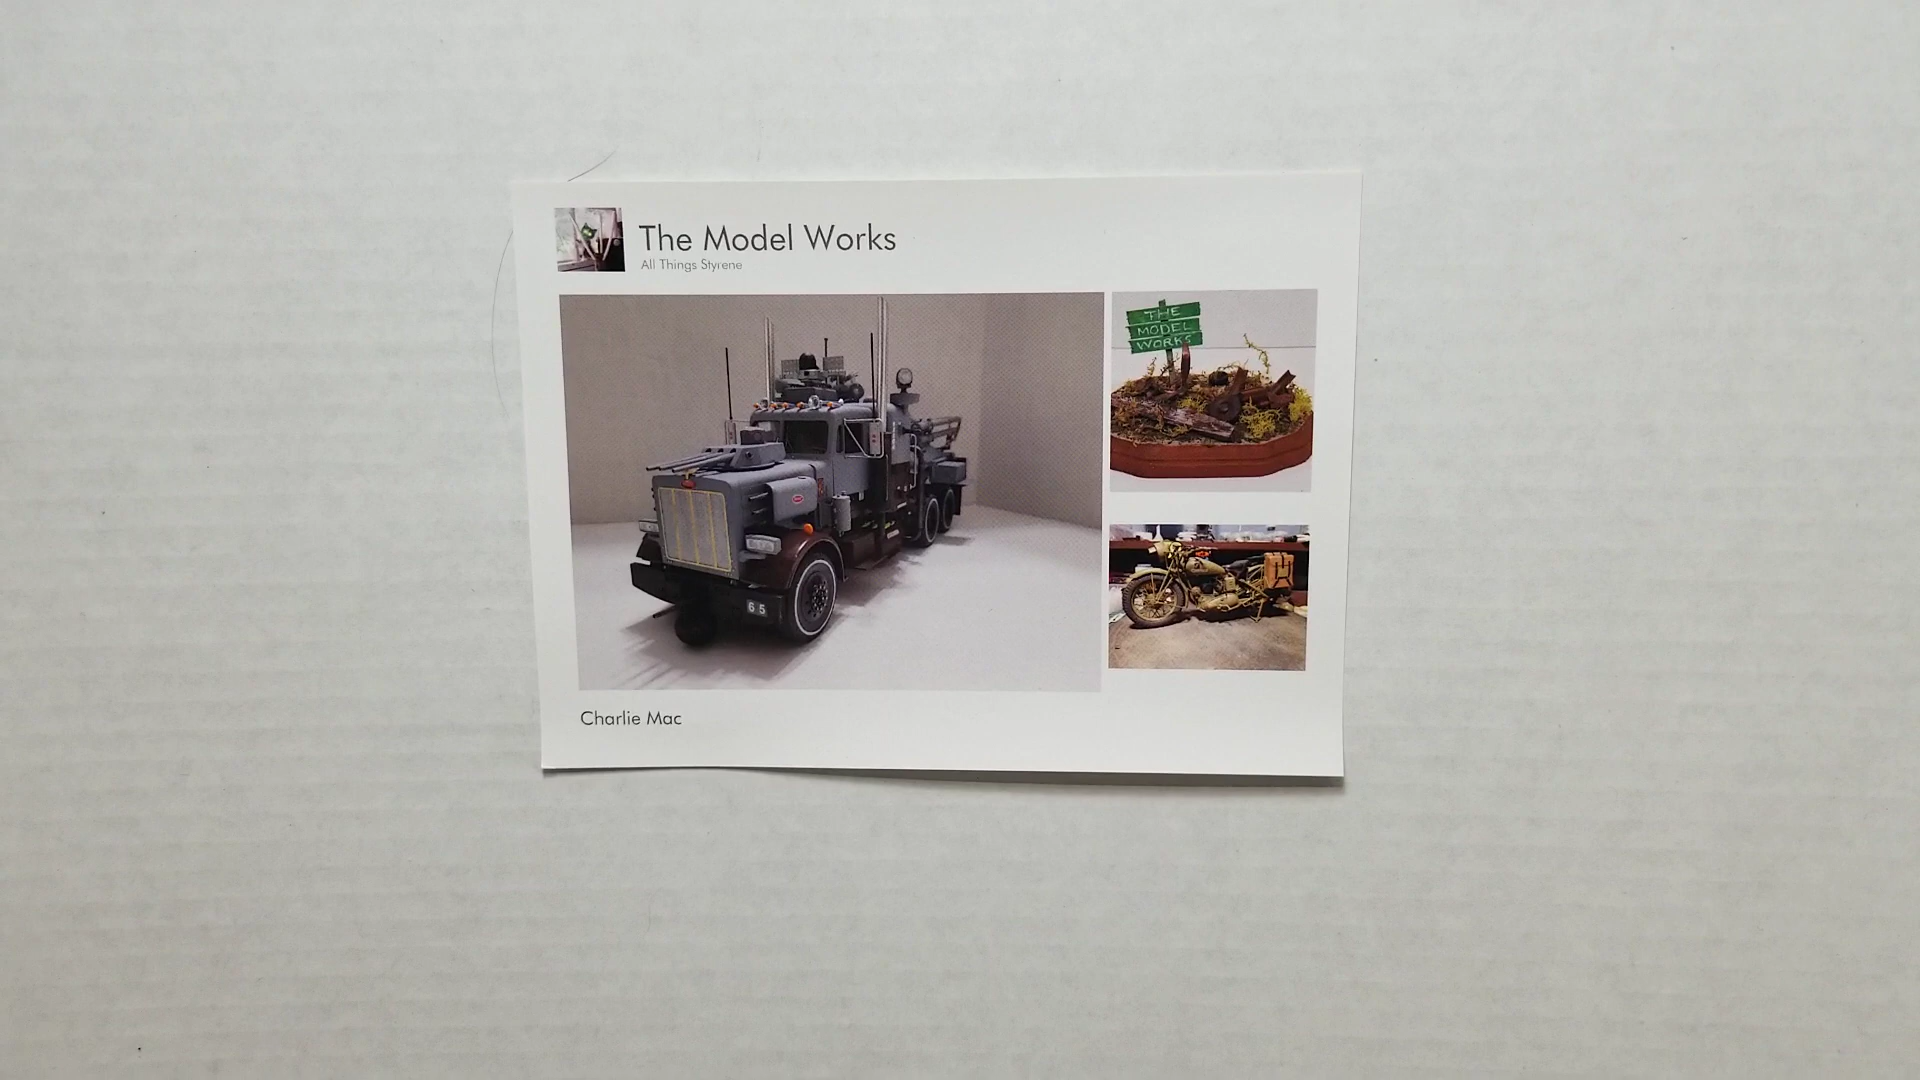 The Model Works
All Things Styrene
THE
MODEL
WORKS
65
Charlie Mac